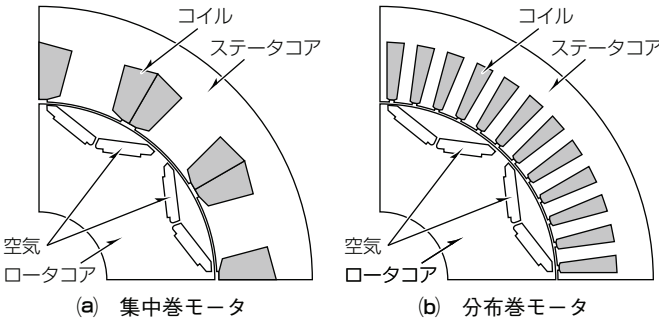 コイル
ステータコア
空気
ロータコア
(a) 集中巻モータ
コイル
ステータコア
空気
ロータコア
(b) 分布巻モータ